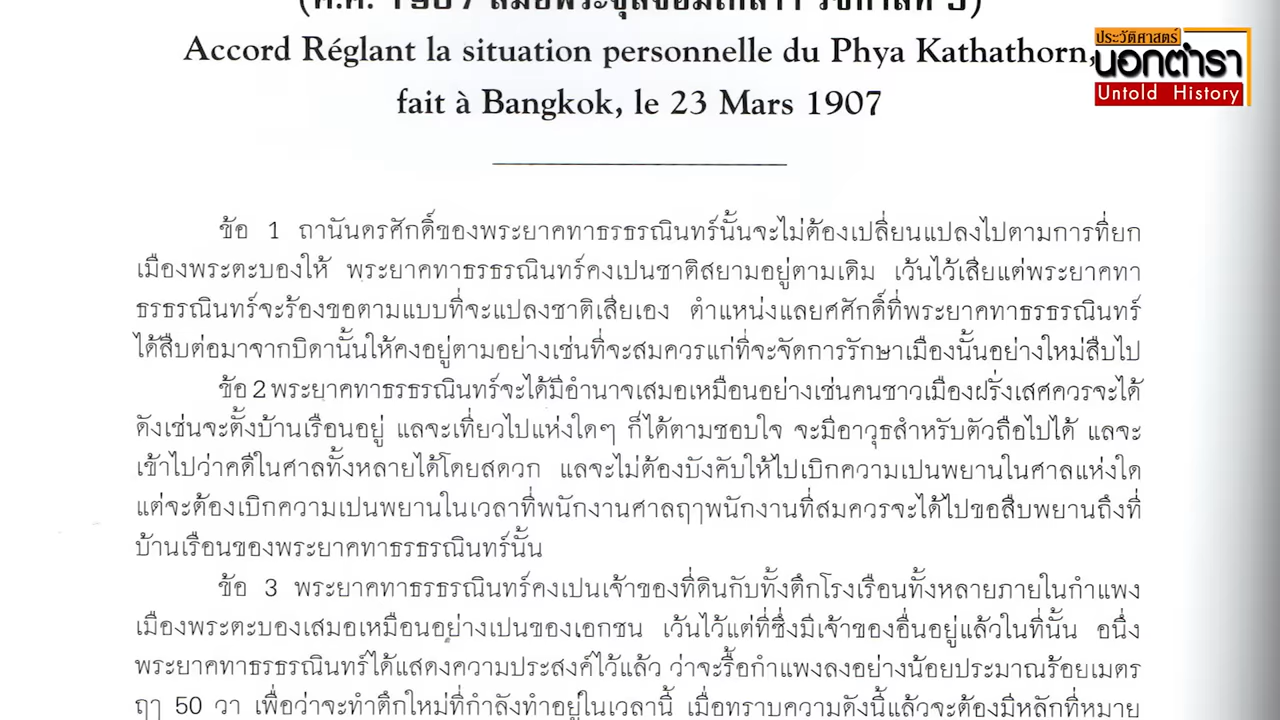 (ค.ศ. 1907 สมัยพระจุลจอมเกล้าฯ รัชกาลที่ 5)
Accord Réglant la situation personnelle du Phya Kathathorn,
fait à Bangkok, le 23 Mars 1907
ประวัติศาสตร์
นอกตำรา
Untold History
ข้อ 1 ถานันดรศักดิ์ของพระยาคทาธรธรณินทร์นั้นจะไม่ต้องเปลี่ยนแปลงไปตามการที่ยก
เมืองพระตะบองให้ พระยาคทาธรธรณินทร์คงเปนชาติสยามอยู่ตามเดิม เว้นไว้เสียแต่พระยาคทา
ธรธรณินทร์จะร้องขอตามแบบที่จะแปลงชาติเสียเอง ตำแหน่งแลยศศักดิ์ที่พระยาคทาธรธรณินทร์
ได้สืบต่อมาจากบิดานั้นให้คงอยู่ตามอย่างเช่นที่จะสมควรแก่ที่จะจัดการรักษาเมืองนั้นอย่างใหม่สืบไป
ข้อ 2 พระยาคทาธรธรณินทร์จะได้มีอำนาจเสมอเหมือนอย่างเช่นคนชาวเมืองฝรั่งเศศควรจะได้
ดังเช่นจะตั้งบ้านเรือนอยู่ แลจะเที่ยวไปแห่งใดๆ ก็ได้ตามชอบใจ จะมีอาวุธสำหรับตัวถือไปได้ แลจะ
เข้าไปว่าคดีในศาลทั้งหลายได้โดยสดวก แลจะไม่ต้องบังคับให้ไปเบิกความเปนพยานในศาลแห่งใด
แต่จะต้องเบิกความเปนพยานในเวลาที่พนักงานศาลฤๅพนักงานที่สมควรจะได้ไปขอสืบพยานถึงที่
บ้านเรือนของพระยาคทาธรธรณินทร์นั้น
ข้อ 3 พระยาคทาธรธรณินทร์คงเปนเจ้าของที่ดินกับทั้งตึกโรงเรือนทั้งหลายภายในกำแพง
เมืองพระตะบองเสมอเหมือนอย่างเปนของเอกชน เว้นไว้แต่ที่ซึ่งมีเจ้าของอื่นอยู่แล้วในที่นั้น อนึ่ง
พระยาคทาธรธรณินทร์ได้แสดงความประสงค์ไว้แล้ว ว่าจะรื้อกำแพงลงอย่างน้อยประมาณร้อยเมตร
ฤๅ 50 วา เพื่อว่าจะทำตึกใหม่ที่กำลังทำอยู่ในเวลานี้ เมื่อทราบความดังนี้แล้วจะต้องมีหลักที่หมาย